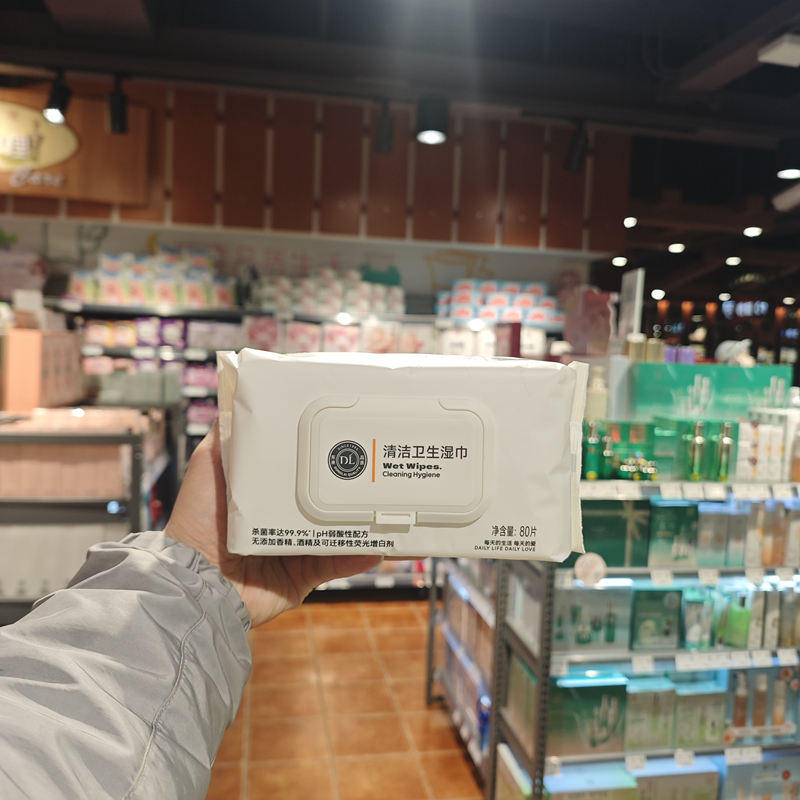 Care
清洁卫生湿巾
Wet Wipes.
Cleaning Hygiene
DL
杀菌率达99.9%* | pH弱酸性配方
无添加香精、酒精及可迁移性荧光增白剂
净含量: 80片
每天的生活 每天的爱
DAILY LIFE DAILY LOVE